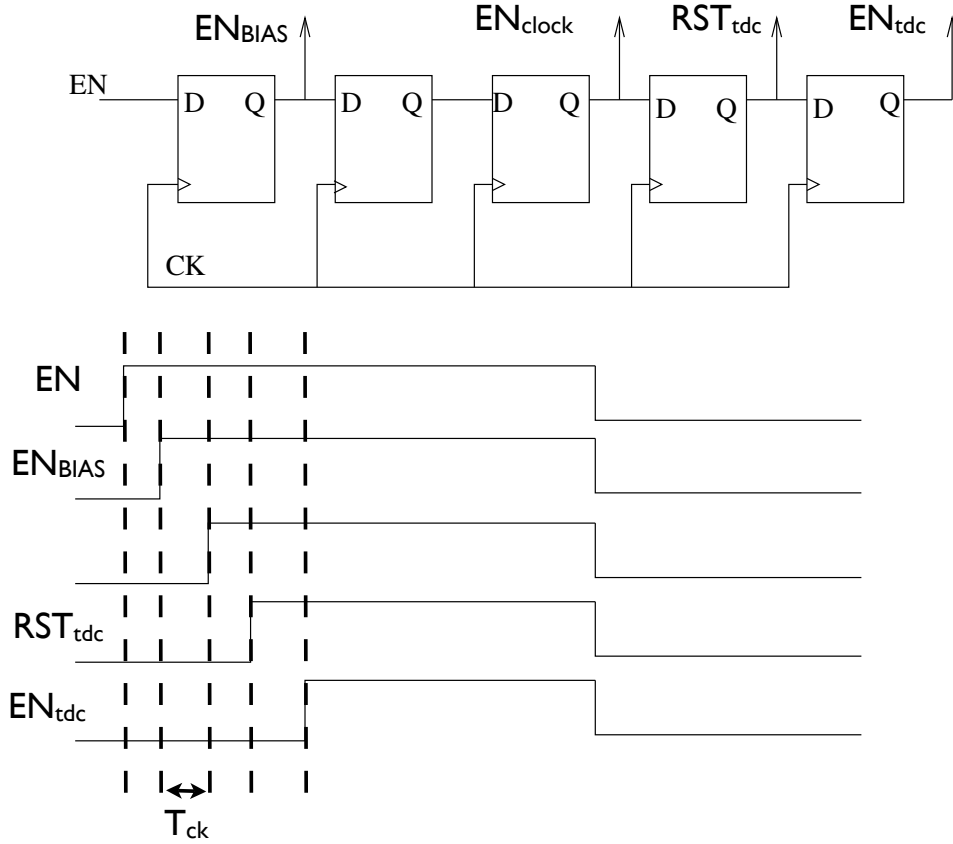 EN_BIAS EN_clock RST_tdc EN_tdc
EN
D Q D Q D Q D Q D Q
CK
EN
EN_BIAS
RST_tdc
EN_tdc
T_ck